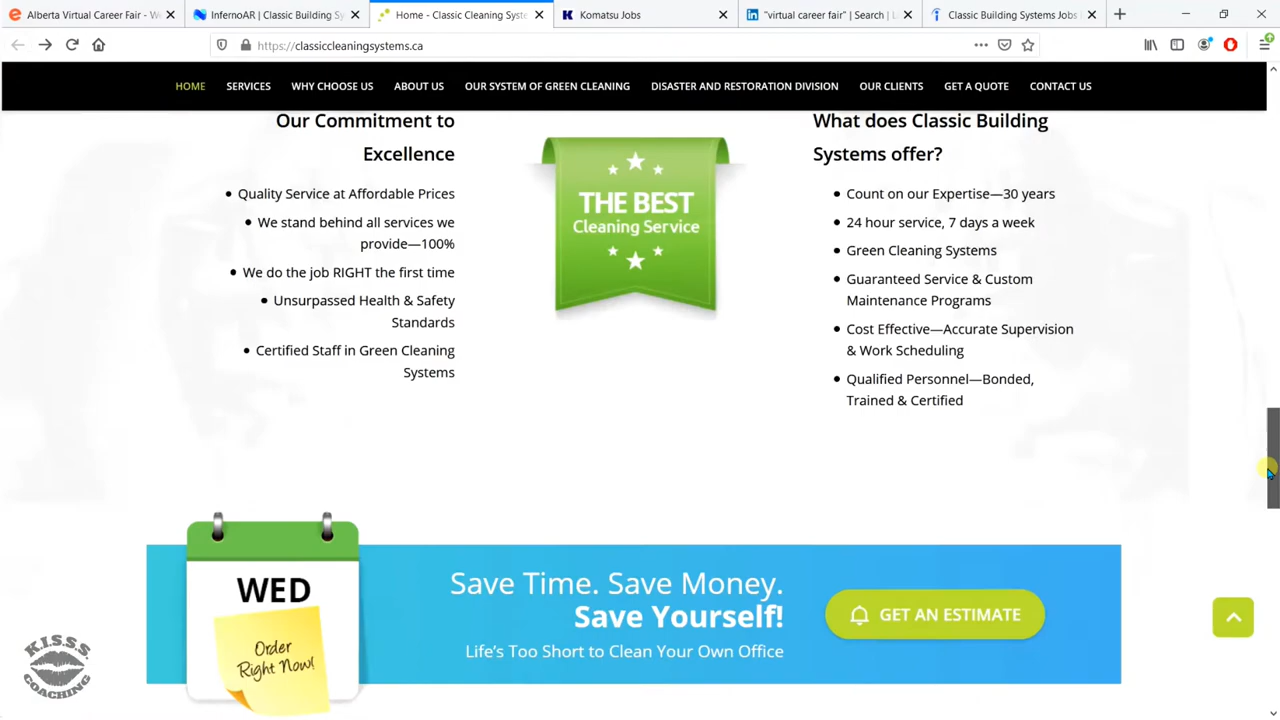 Alberta Virtual Career Fair - We
InfernoAR | Classic Building Sy
Home - Classic Cleaning Syste
Komatsu Jobs
"virtual career fair" | Search | L
Classic Building Systems Jobs i
https://classiccleaningsystems.ca
HOME
SERVICES
WHY CHOOSE US
ABOUT US
OUR SYSTEM OF GREEN CLEANING
DISASTER AND RESTORATION DIVISION
OUR CLIENTS
GET A QUOTE
CONTACT US
Our Commitment to
Excellence
• Quality Service at Affordable Prices
• We stand behind all services we
provide—100%
• We do the job RIGHT the first time
• Unsurpassed Health & Safety
Standards
• Certified Staff in Green Cleaning
Systems
THE BEST
Cleaning Service
What does Classic Building
Systems offer?
• Count on our Expertise—30 years
• 24 hour service, 7 days a week
• Green Cleaning Systems
• Guaranteed Service & Custom
Maintenance Programs
• Cost Effective—Accurate Supervision
& Work Scheduling
• Qualified Personnel—Bonded,
Trained & Certified
WED
Order
Right Now!
Save Time. Save Money.
Save Yourself!
Life's Too Short to Clean Your Own Office
GET AN ESTIMATE
K.I.S.S.
COACHING